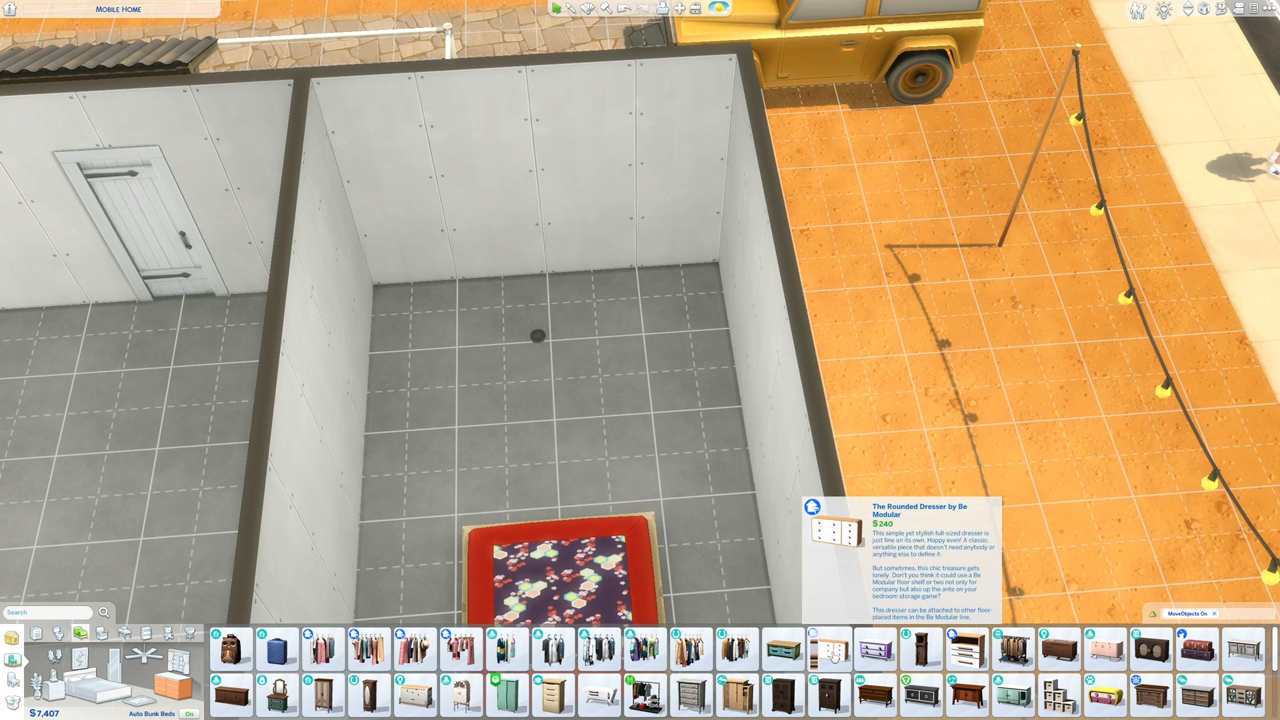 MOBILE HOME
The Rounded Dresser by Be
Modular
$240
This simple yet stylish full-sized dresser is
just fine on its own. Happy even! A classic,
versatile piece that doesn't need anybody or
anything else to define it.
But sometimes, this chic treasure gets
lonely. Don't you think it could use a Be
Modular floor shelf or two not only for
company but also up the ante on your
bedroom storage game?
This dresser can be attached to other floor-
placed items in the Be Modular line.
MoveObjects On
Search
$7,407
Auto Bunk Beds
On